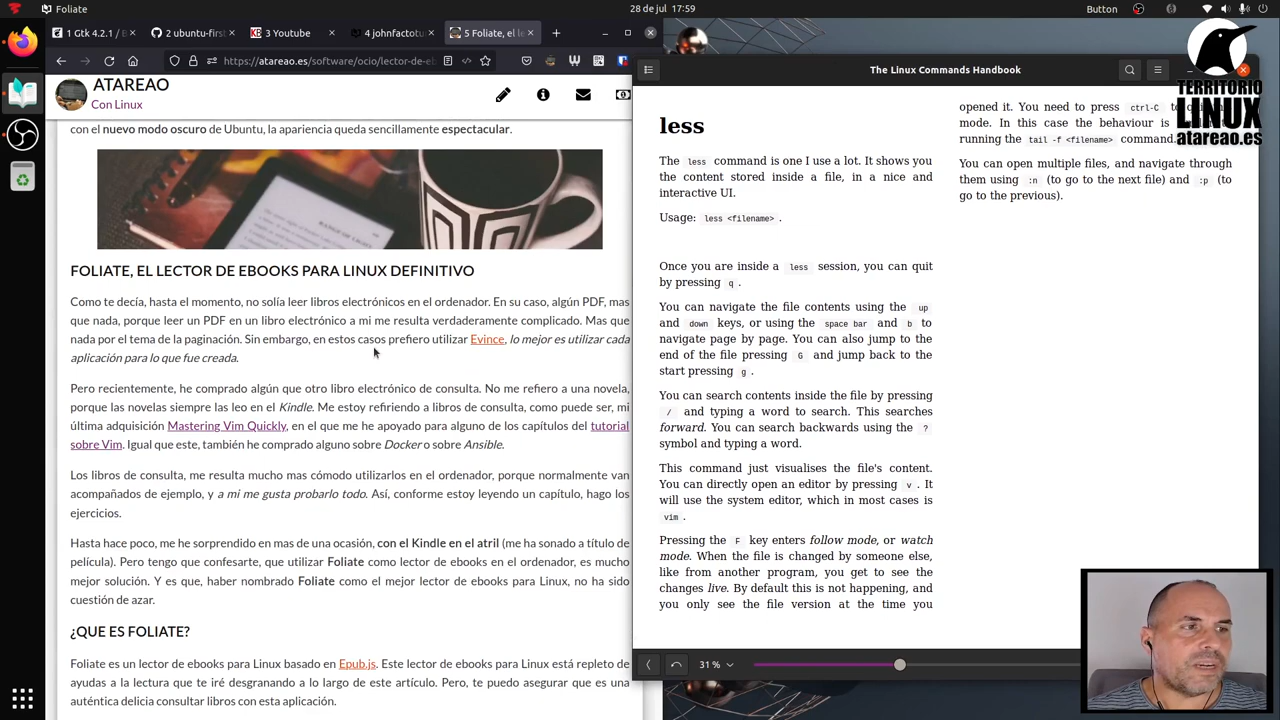 Foliate
28 de jul 17:59
Button
1 Gtk 4.2.1 / B
2 ubuntu-first
3 Youtube
4 johnfactotu
5 Foliate, el le
https://atareao.es/software/ocio/lector-de-e
ATAREAO
Con Linux
con el nuevo modo oscuro de Ubuntu, la apariencia queda sencillamente espectacular.
FOLIATE, EL LECTOR DE EBOOKS PARA LINUX DEFINITIVO
Como te decía, hasta el momento, no solía leer libros electrónicos en el ordenador. En su caso, algún PDF, mas
que nada, porque leer un PDF en un libro electrónico a mi me resulta verdaderamente complicado. Mas que
nada por el tema de la paginación. Sin embargo, en estos casos prefiero utilizar Evince, lo mejor es utilizar cada
aplicación para lo que fue creada.
Pero recientemente, he comprado algún que otro libro electrónico de consulta. No me refiero a una novela,
porque las novelas siempre las leo en el Kindle. Me estoy refiriendo a libros de consulta, como puede ser, mi
última adquisición Mastering Vim Quickly, en el que me he apoyado para alguno de los capítulos del tutorial
sobre Vim. Igual que este, también he comprado alguno sobre Docker o sobre Ansible.
Los libros de consulta, me resulta mucho mas cómodo utilizarlos en el ordenador, porque normalmente van
acompañados de ejemplo, y a mi me gusta probarlo todo. Así, conforme estoy leyendo un capítulo, hago los
ejercicios.
Hasta hace poco, me he sorprendido en mas de una ocasión, con el Kindle en el atril (me ha sonado a título de
película). Pero tengo que confesarte, que utilizar Foliate como lector de ebooks en el ordenador, es mucho
mejor solución. Y es que, haber nombrado Foliate como el mejor lector de ebooks para Linux, no ha sido
cuestión de azar.
¿QUE ES FOLIATE?
Foliate es un lector de ebooks para Linux basado en Epub.js. Este lector de ebooks para Linux está repleto de
ayudas a la lectura que te iré desgranando a lo largo de este artículo. Pero, te puedo asegurar que es una
auténtica delicia consultar libros con esta aplicación.
The Linux Commands Handbook
less
The less command is one I use a lot. It shows you
the content stored inside a file, in a nice and
interactive UI.
Usage: less <filename> .
Once you are inside a less session, you can quit
by pressing q .
You can navigate the file contents using the up
and down keys, or using the space bar and b to
navigate page by page. You can also jump to the
end of the file pressing G and jump back to the
start pressing g .
You can search contents inside the file by pressing
/ and typing a word to search. This searches
forward. You can search backwards using the ?
symbol and typing a word.
This command just visualises the file's content.
You can directly open an editor by pressing v . It
will use the system editor, which in most cases is
vim .
Pressing the F key enters follow mode, or watch
mode. When the file is changed by someone else,
like from another program, you get to see the
changes live. By default this is not happening, and
you only see the file version at the time you
opened it. You need to press ctrl-C to
mode. In this case the behaviour is
running the tail -f <filename> command.
You can open multiple files, and navigate through
them using :n (to go to the next file) and :p (to
go to the previous).
31 %
TERRITORIO
LINUX
atareao.es